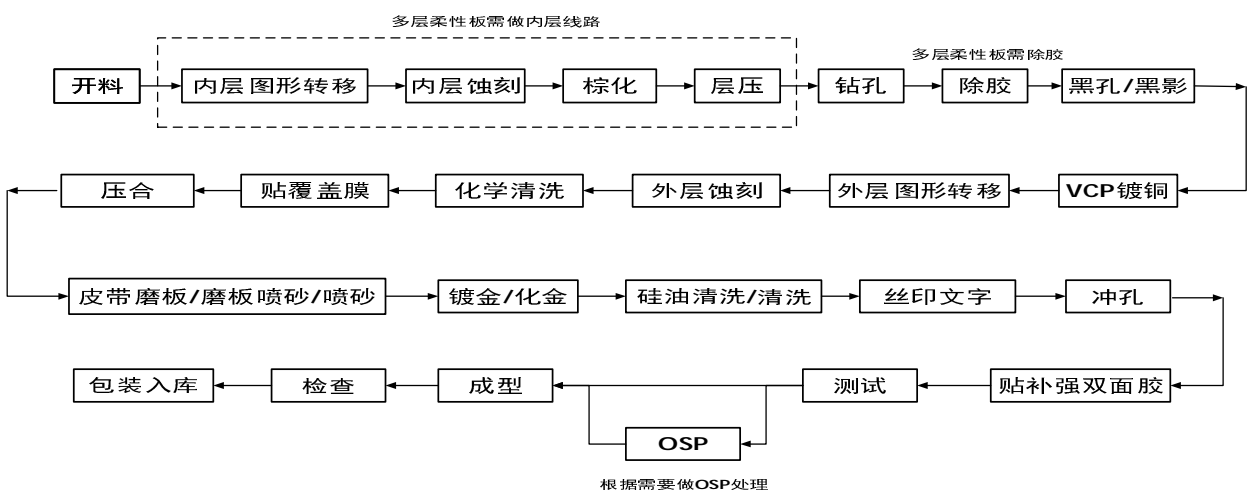 多层柔性板需做内层线路
多层柔性板需除胶
开料
内层图形转移
内层蚀刻
棕化
层压
钻孔
除胶
黑孔/黑影
压合
贴覆盖膜
化学清洗
外层蚀刻
外层图形转移
VCP镀铜
皮带磨板/磨板喷砂/喷砂
镀金/化金
硅油清洗/清洗
丝印文字
冲孔
包装入库
检查
成型
测试
贴补强双面胶
OSP
根据需要做OSP处理